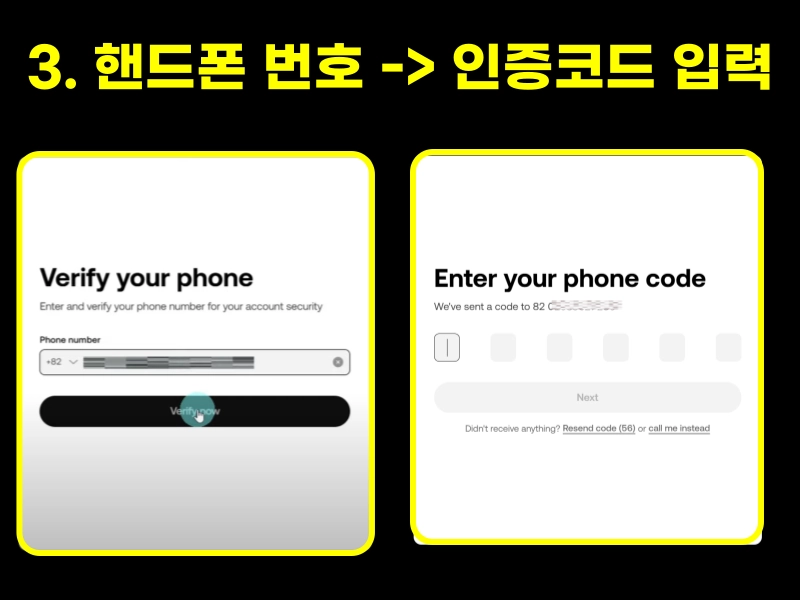 3. 핸드폰 번호 -> 인증코드 입력
Verify your phone
Enter and verify your phone number for your account security
Phone number
+82
Verify now
Enter your phone code
We've sent a code to 82 0
Next
Didn't receive anything? Resend code (56) or call me instead